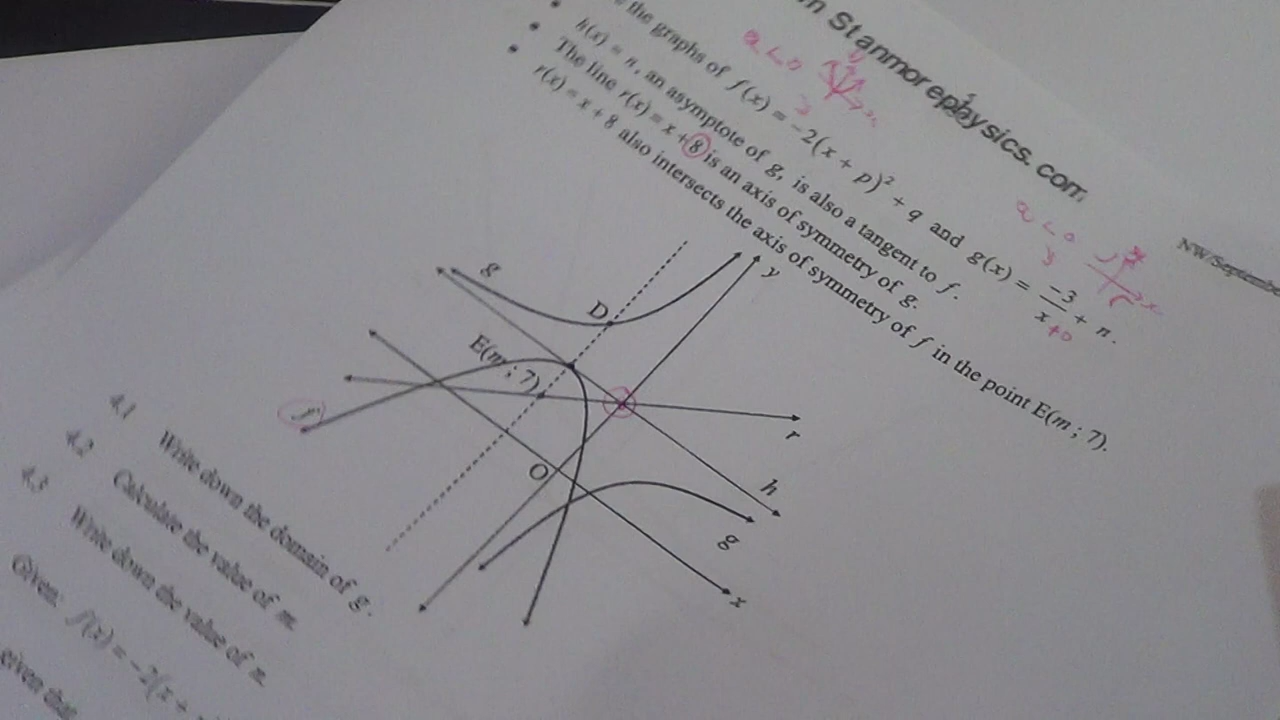 n Stanmorephysics.com
NW/September
the graphs of f(x) = -2(x + p)² + q and g(x) = -3/x + n.
h(x) = n, an asymptote of g, is also a tangent to f.
The line r(x) = x + 8 is an axis of symmetry of g.
r(x) = x + 8 also intersects the axis of symmetry of f in the point E(m ; 7).
a < 0
y
x
a < 0
y
x
+0
g
D
y
E(m ; 7)
f
r
O
h
g
x
4.1 Write down the domain of g.
4.2 Calculate the value of m.
4.3 Write down the value of n.
Given: f(x) = -2(x +
given that